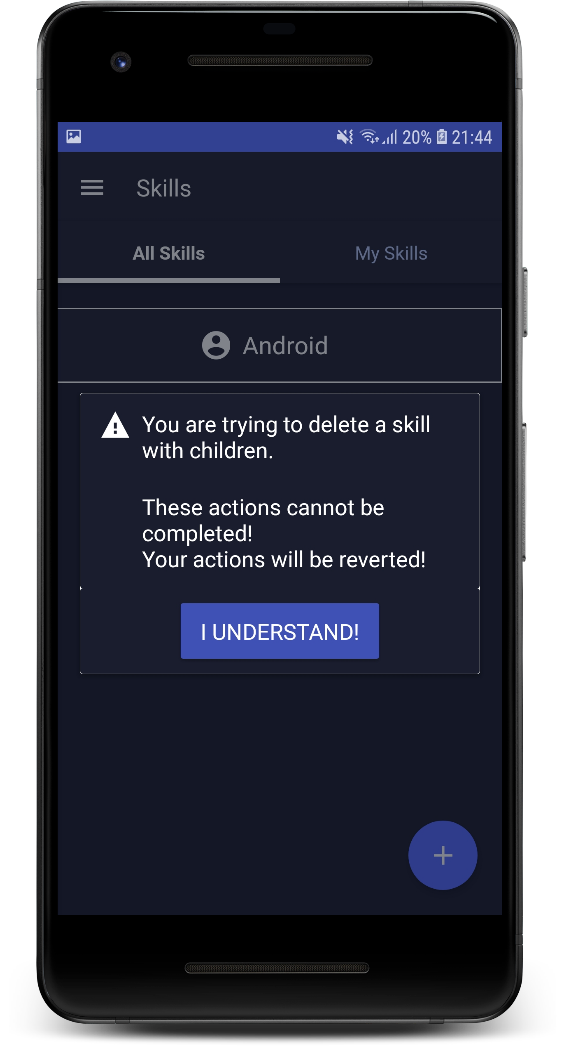 20% 21:44
Skills
All Skills My Skills
Android
You are trying to delete a skill
with children.
These actions cannot be
completed!
Your actions will be reverted!
I UNDERSTAND!